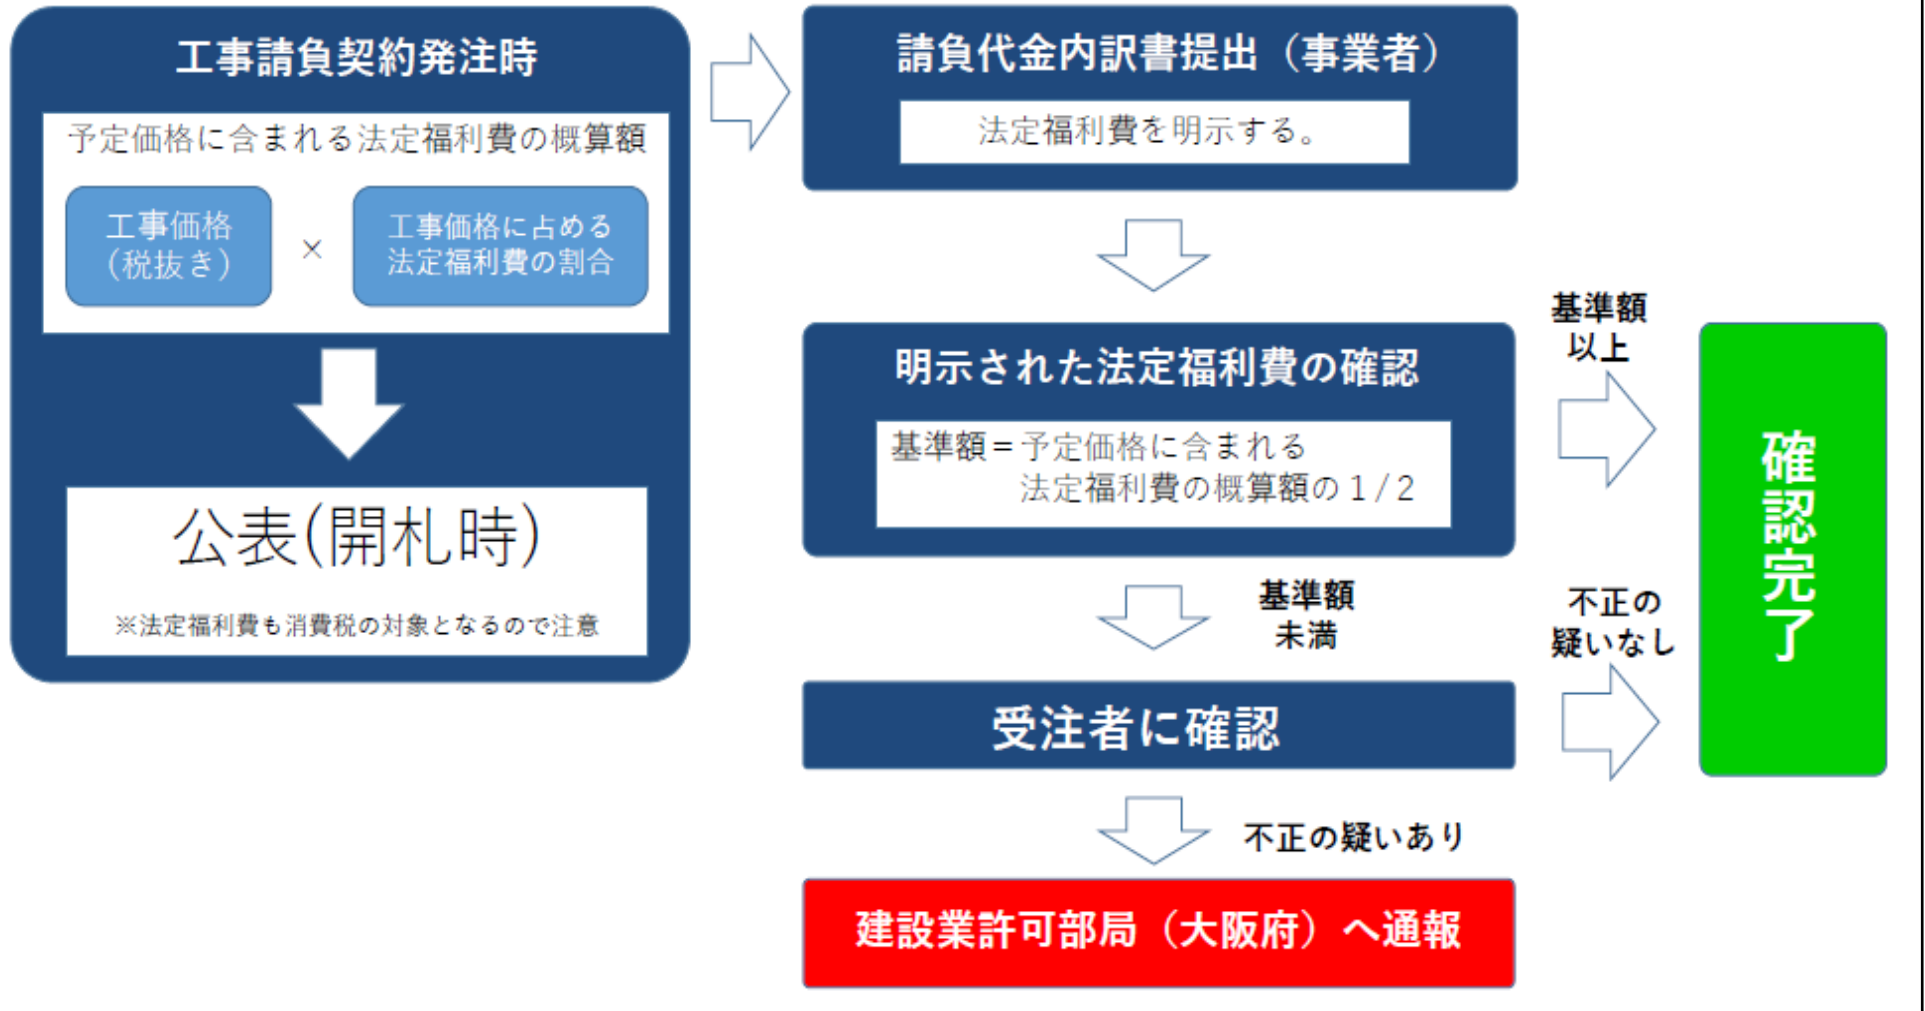 工事請負契約発注時
予定価格に含まれる法定福利費の概算額
工事価格
(税抜き)
×
工事価格に占める
法定福利費の割合
公表(開札時)
※法定福利費も消費税の対象となるので注意
請負代金内訳書提出（事業者）
法定福利費を明示する。
明示された法定福利費の確認
基準額＝予定価格に含まれる
法定福利費の概算額の１/２
基準額
以上
基準額
未満
受注者に確認
不正の
疑いなし
確認完了
不正の疑いあり
建設業許可部局（大阪府）へ通報